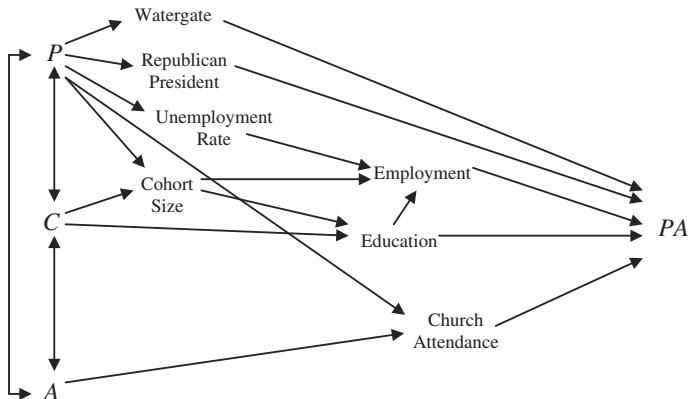 Watergate
P
Republican
President
Unemployment
Rate
Employment
Cohort
Size
C
Education
PA
Church
Attendance
A